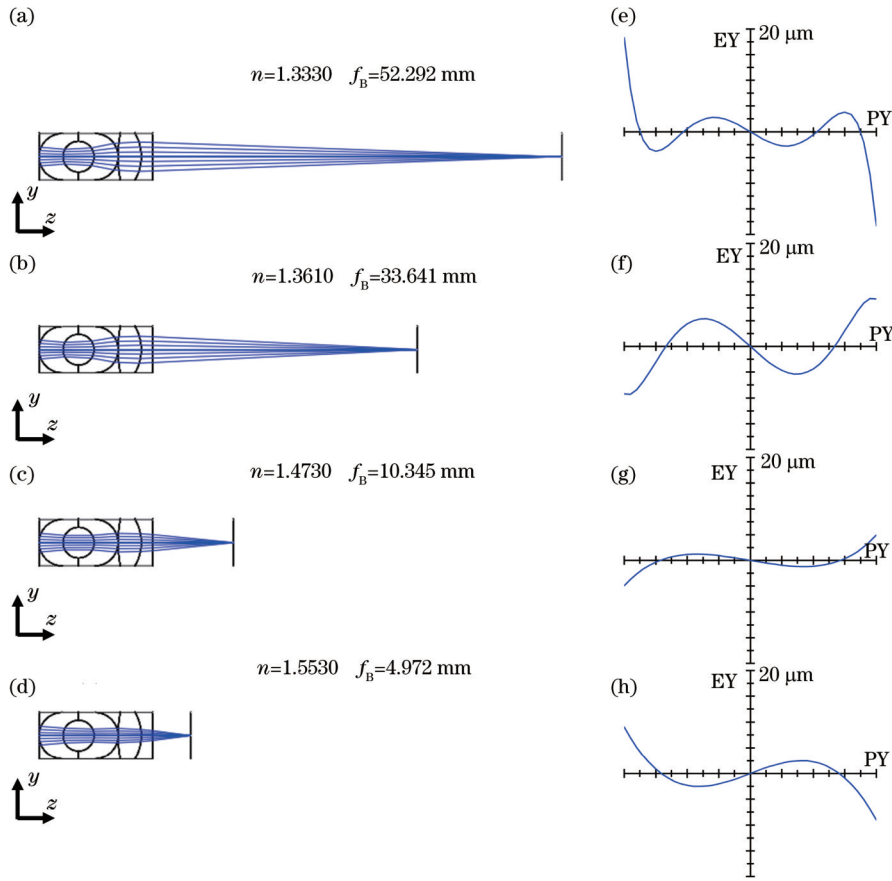 (a)
n=1.3330 f_B=52.292 mm
y
z
(e)
EY
20 μm
PY
(b)
n=1.3610 f_B=33.641 mm
y
z
(f)
EY
20 μm
PY
(c)
n=1.4730 f_B=10.345 mm
y
z
(g)
EY
20 μm
PY
(d)
n=1.5530 f_B=4.972 mm
y
z
(h)
EY
20 μm
PY